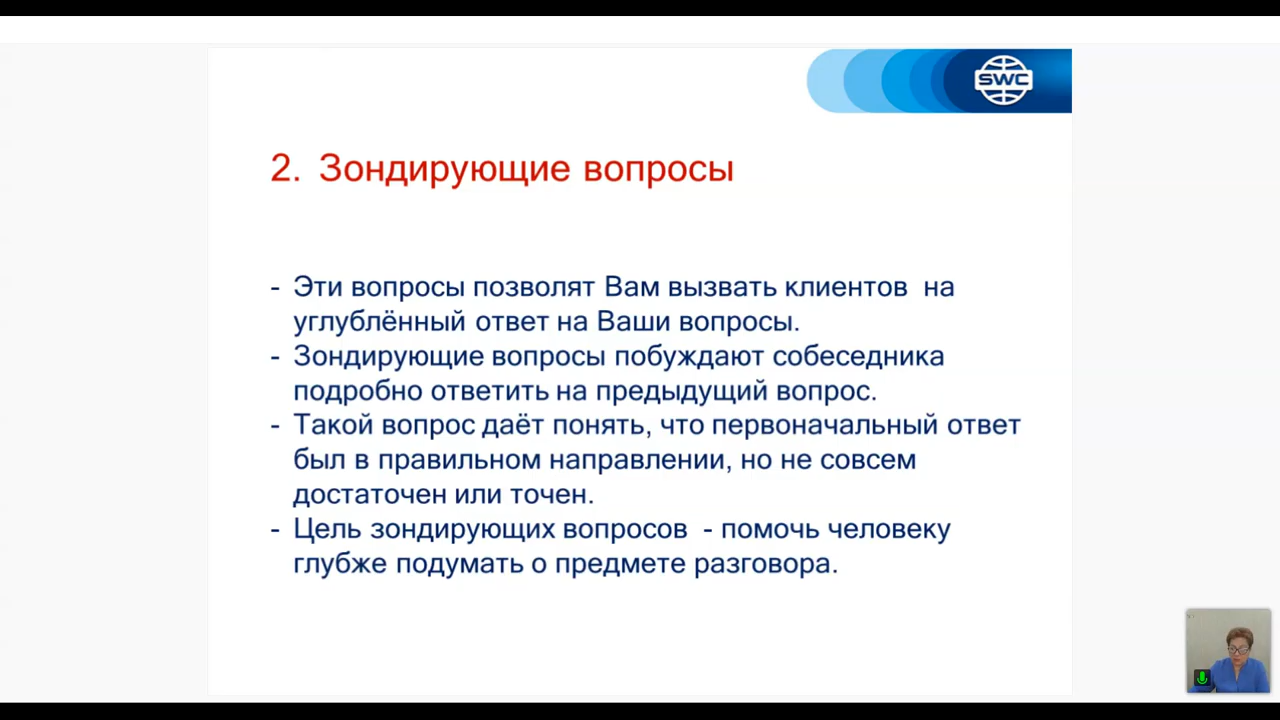 SWC
2. Зондирующие вопросы
- Эти вопросы позволят Вам вызвать клиентов на
углублённый ответ на Ваши вопросы.
- Зондирующие вопросы побуждают собеседника
подробно ответить на предыдущий вопрос.
- Такой вопрос даёт понять, что первоначальный ответ
был в правильном направлении, но не совсем
достаточен или точен.
- Цель зондирующих вопросов - помочь человеку
глубже подумать о предмете разговора.